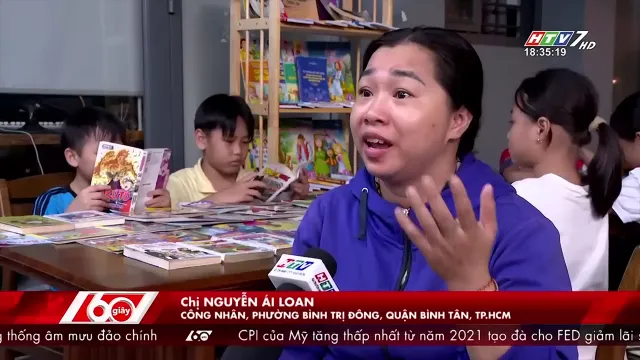 HTV7 HD
18:35:19
HTV
60 giây
Chị NGUYỄN ÁI LOAN
CÔNG NHÂN, PHƯỜNG BÌNH TRỊ ĐÔNG, QUẬN BÌNH TÂN, TP.HCM
g thống âm mưu đảo chính CPI của Mỹ tăng thấp nhất từ năm 2021 tạo đà cho FED giảm lãi